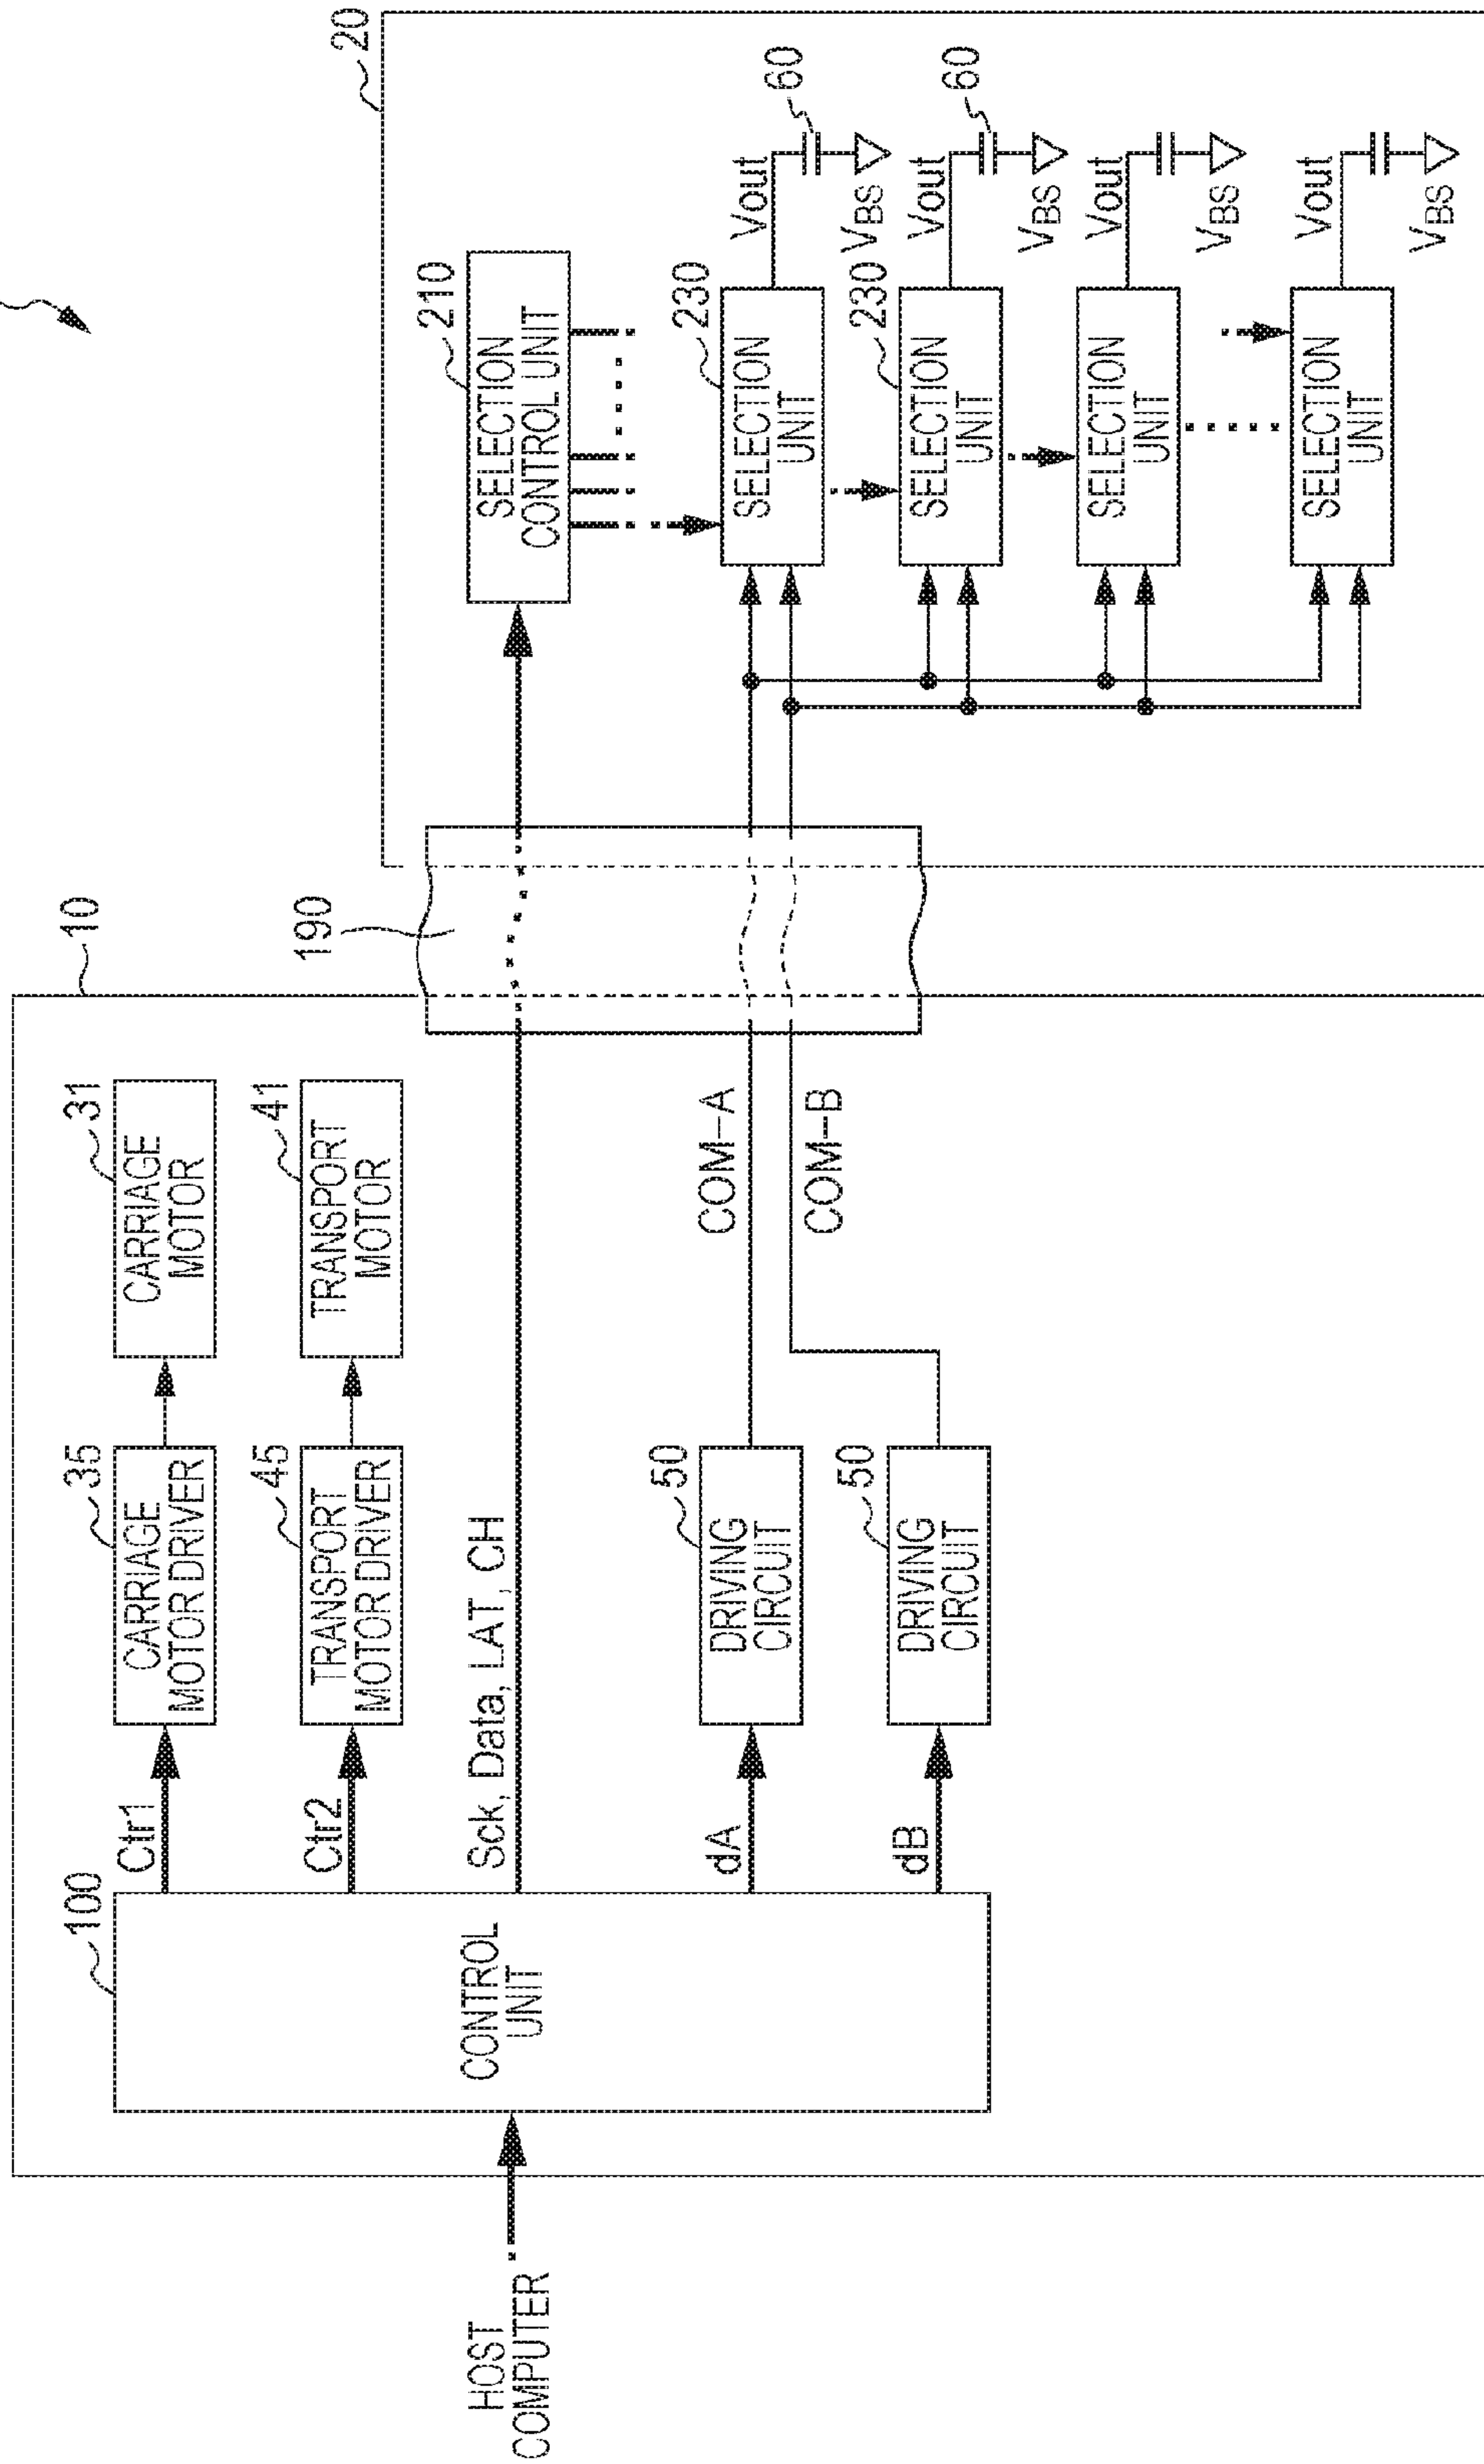 10
20
HOST
COMPUTER
100
CONTROL
UNIT
Ctr1
35
CARRIAGE
MOTOR DRIVER
31
CARRIAGE
MOTOR
Ctr2
45
TRANSPORT
MOTOR DRIVER
41
TRANSPORT
MOTOR
Sck, Data, LAT, CH
190
210
SELECTION
CONTROL UNIT
dA
50
DRIVING
CIRCUIT
COM-A
230
SELECTION
UNIT
Vout
60
VBS
dB
50
DRIVING
CIRCUIT
COM-B
230
SELECTION
UNIT
Vout
60
VBS
SELECTION
UNIT
Vout
VBS
SELECTION
UNIT
Vout
VBS